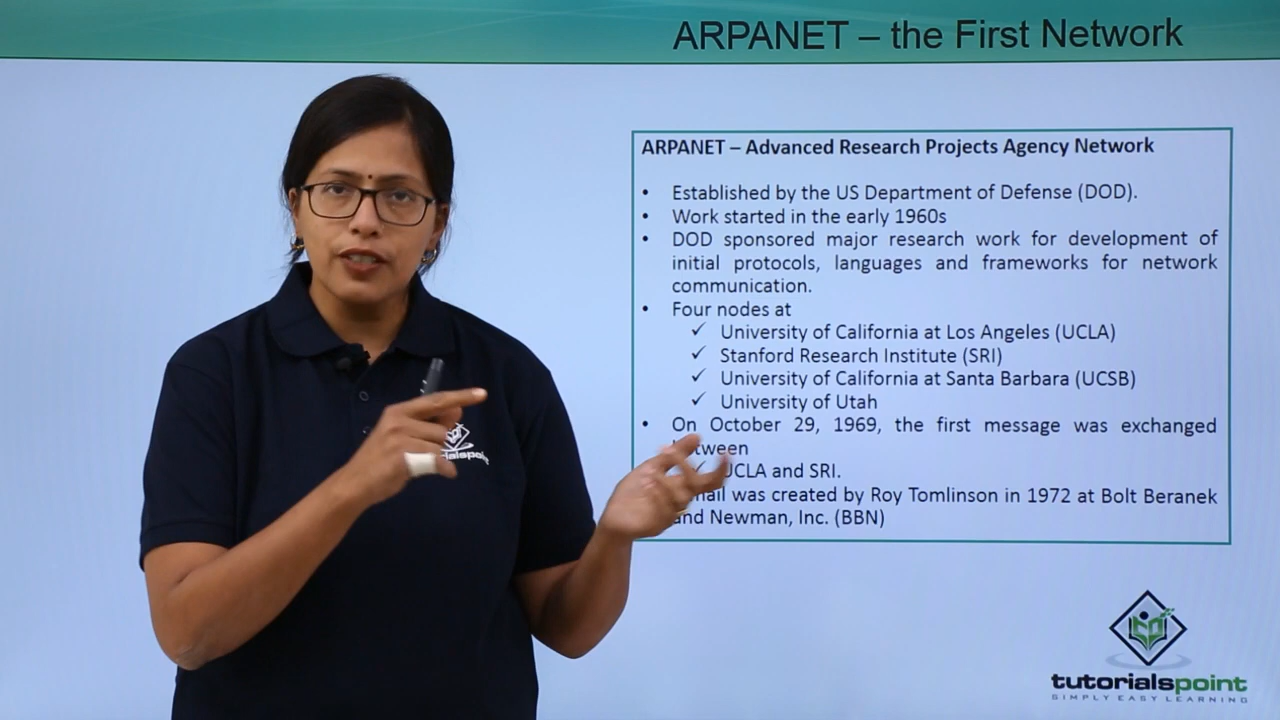 ARPANET – the First Network
ARPANET – Advanced Research Projects Agency Network
• Established by the US Department of Defense (DOD).
• Work started in the early 1960s
• DOD sponsored major research work for development of
initial protocols, languages and frameworks for network
communication.
• Four nodes at
✓ University of California at Los Angeles (UCLA)
✓ Stanford Research Institute (SRI)
✓ University of California at Santa Barbara (UCSB)
✓ University of Utah
• On October 29, 1969, the first message was exchanged
✓ and SRI.
was created by Roy Tomlinson in 1972 at Bolt Beranek
and Newman, Inc. (BBN)
tutorialspoint
SIMPLY EASY LEARNING